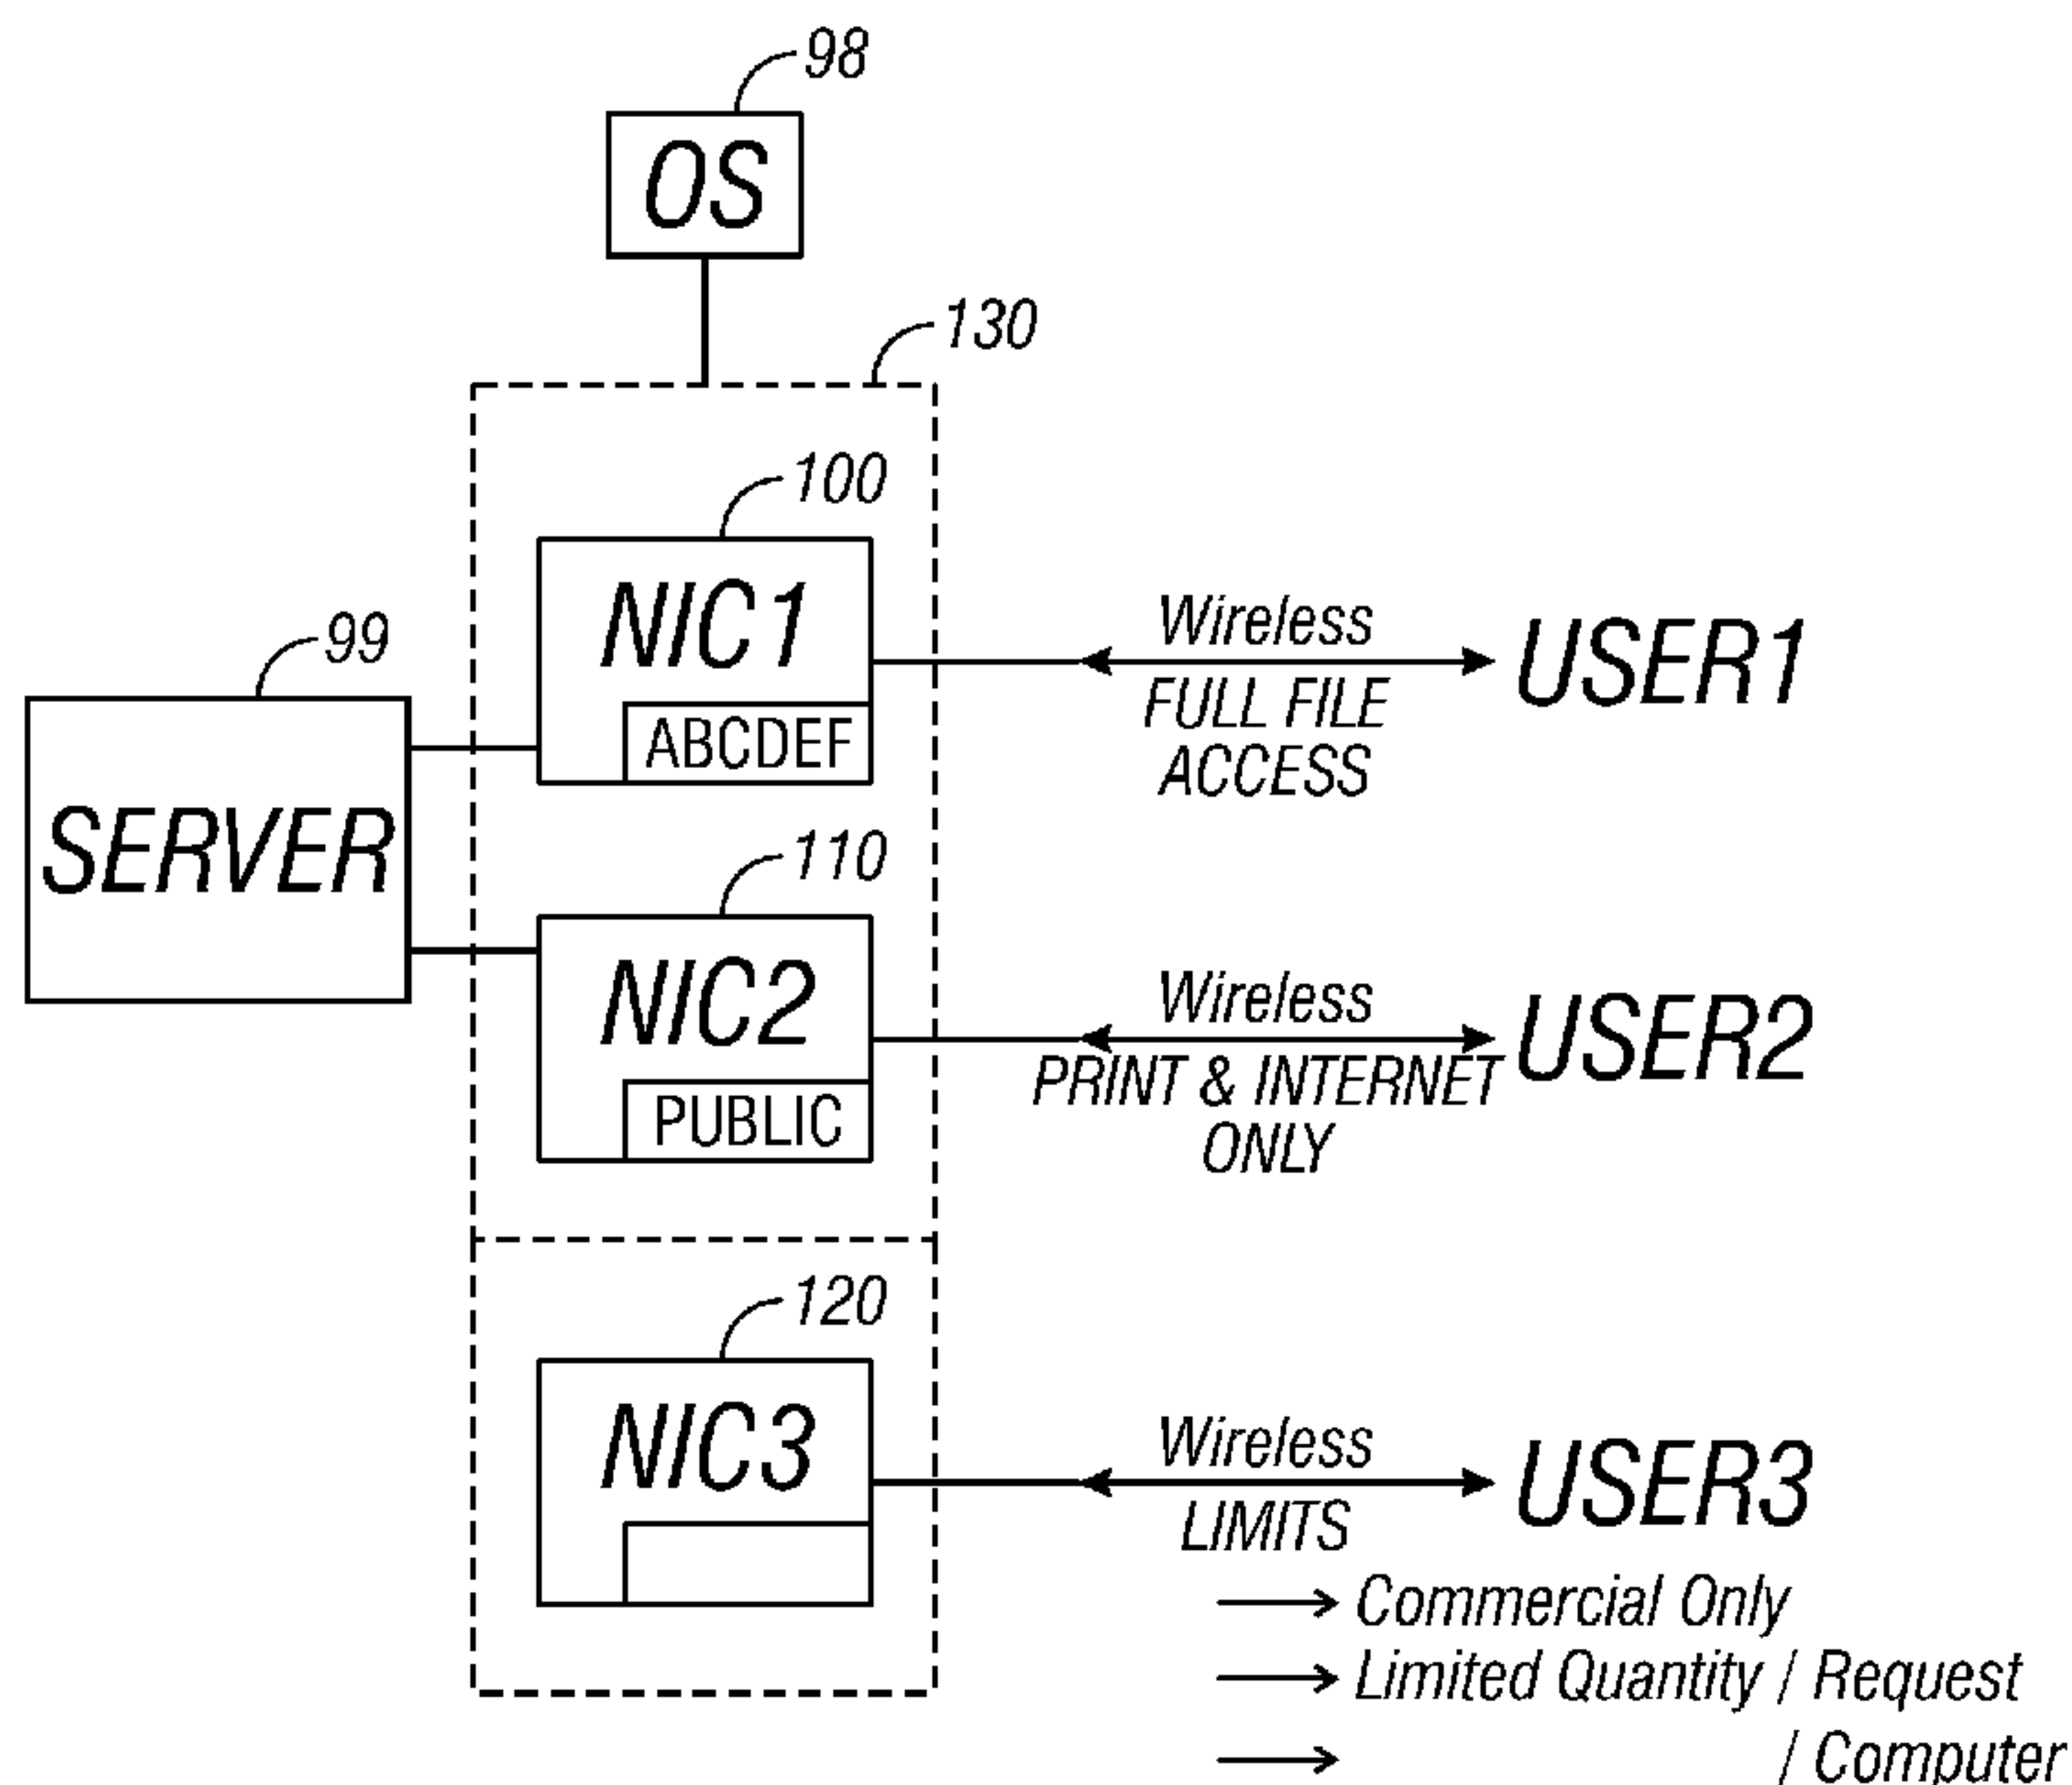 98
OS
130
100
NIC1
ABCDEF
Wireless
FULL FILE
ACCESS
USER1
99
SERVER
110
NIC2
PUBLIC
Wireless
PRINT & INTERNET
ONLY
USER2
120
NIC3
Wireless
LIMITS
USER3
Commercial Only
Limited Quantity / Request
/ Computer